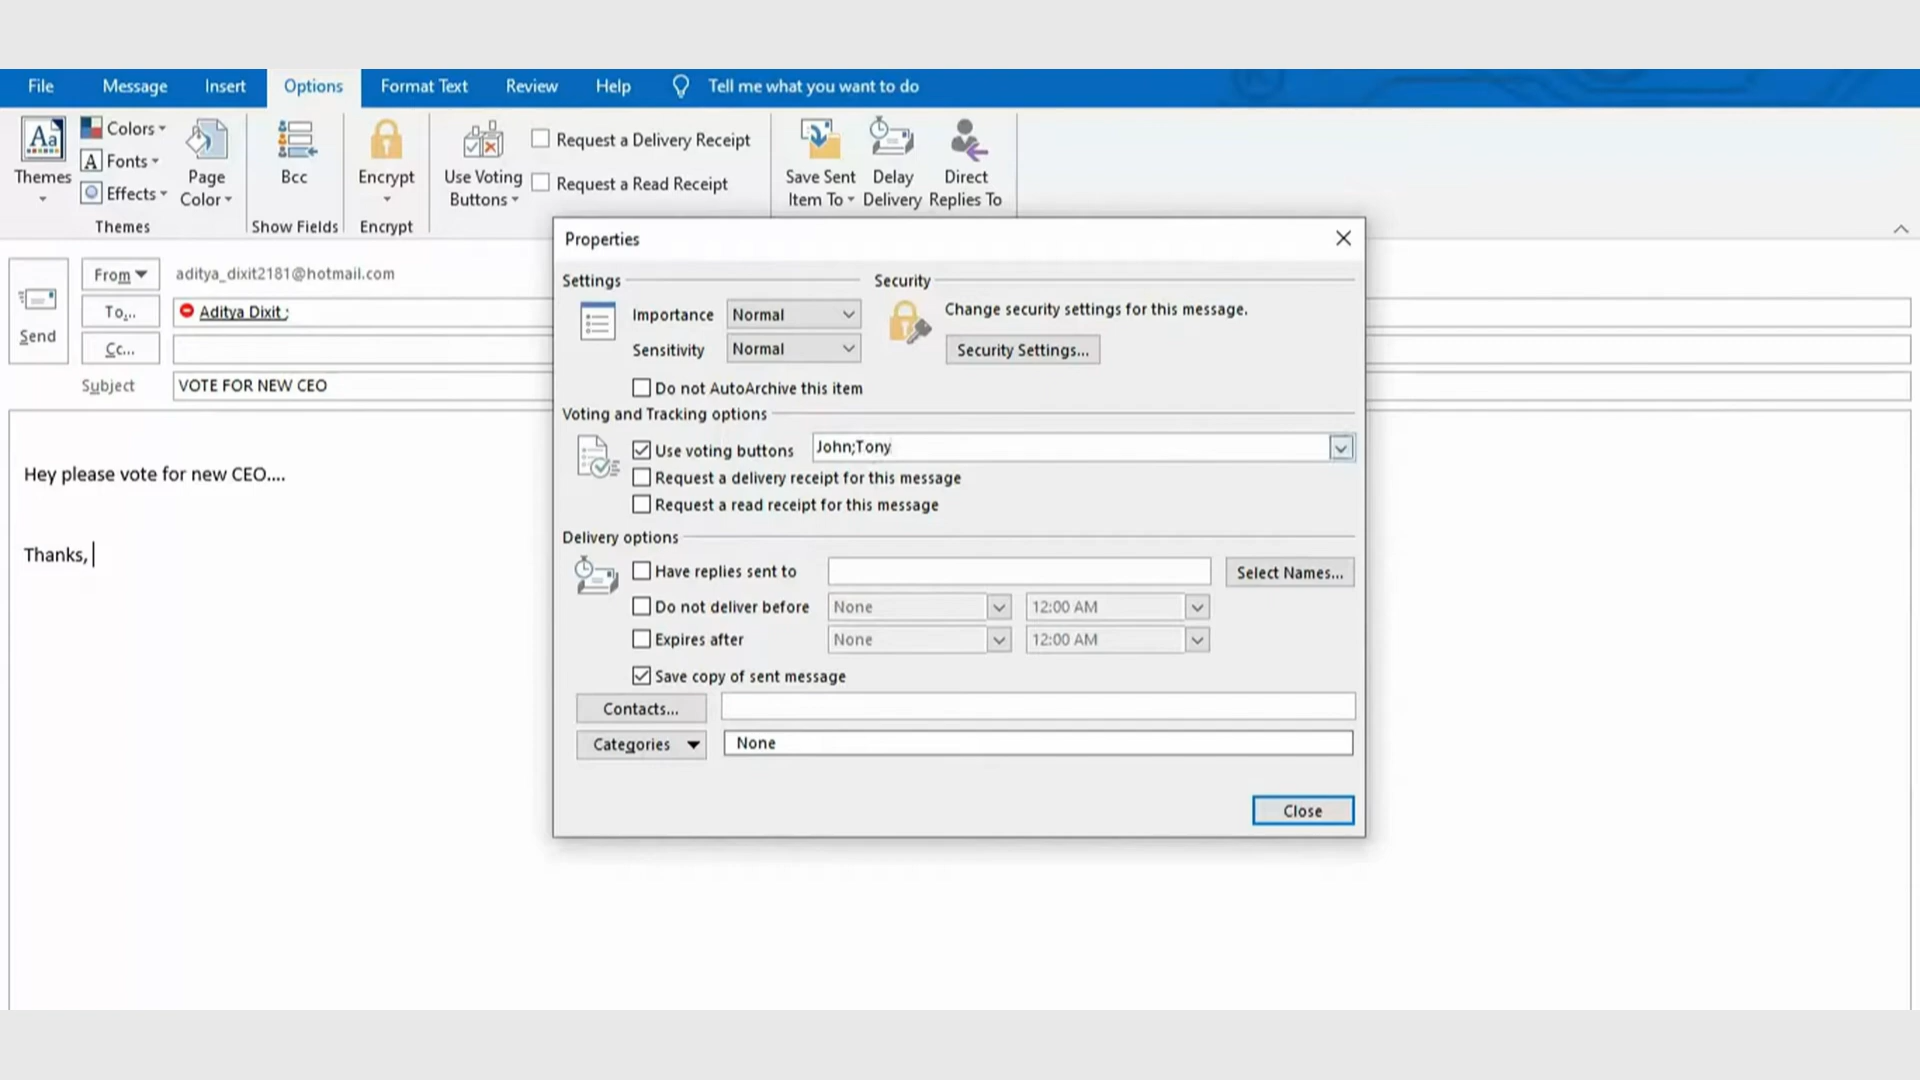 File Message Insert Options Format Text Review Help Tell me what you want to do
Aa Themes Colors Fonts Effects Page Color Themes
Bcc Show Fields
Encrypt Encrypt
Use Voting Buttons
Request a Delivery Receipt
Request a Read Receipt
Save Sent Item To
Delay Delivery
Direct Replies To
Send
From aditya_dixit2181@hotmail.com
To... Aditya Dixit ;
Cc...
Subject VOTE FOR NEW CEO
Hey please vote for new CEO....
Thanks,
Properties
Settings
Importance Normal
Sensitivity Normal
Do not AutoArchive this item
Security
Change security settings for this message.
Security Settings...
Voting and Tracking options
Use voting buttons John;Tony
Request a delivery receipt for this message
Request a read receipt for this message
Delivery options
Have replies sent to Select Names...
Do not deliver before None 12:00 AM
Expires after None 12:00 AM
Save copy of sent message
Contacts...
Categories None
Close